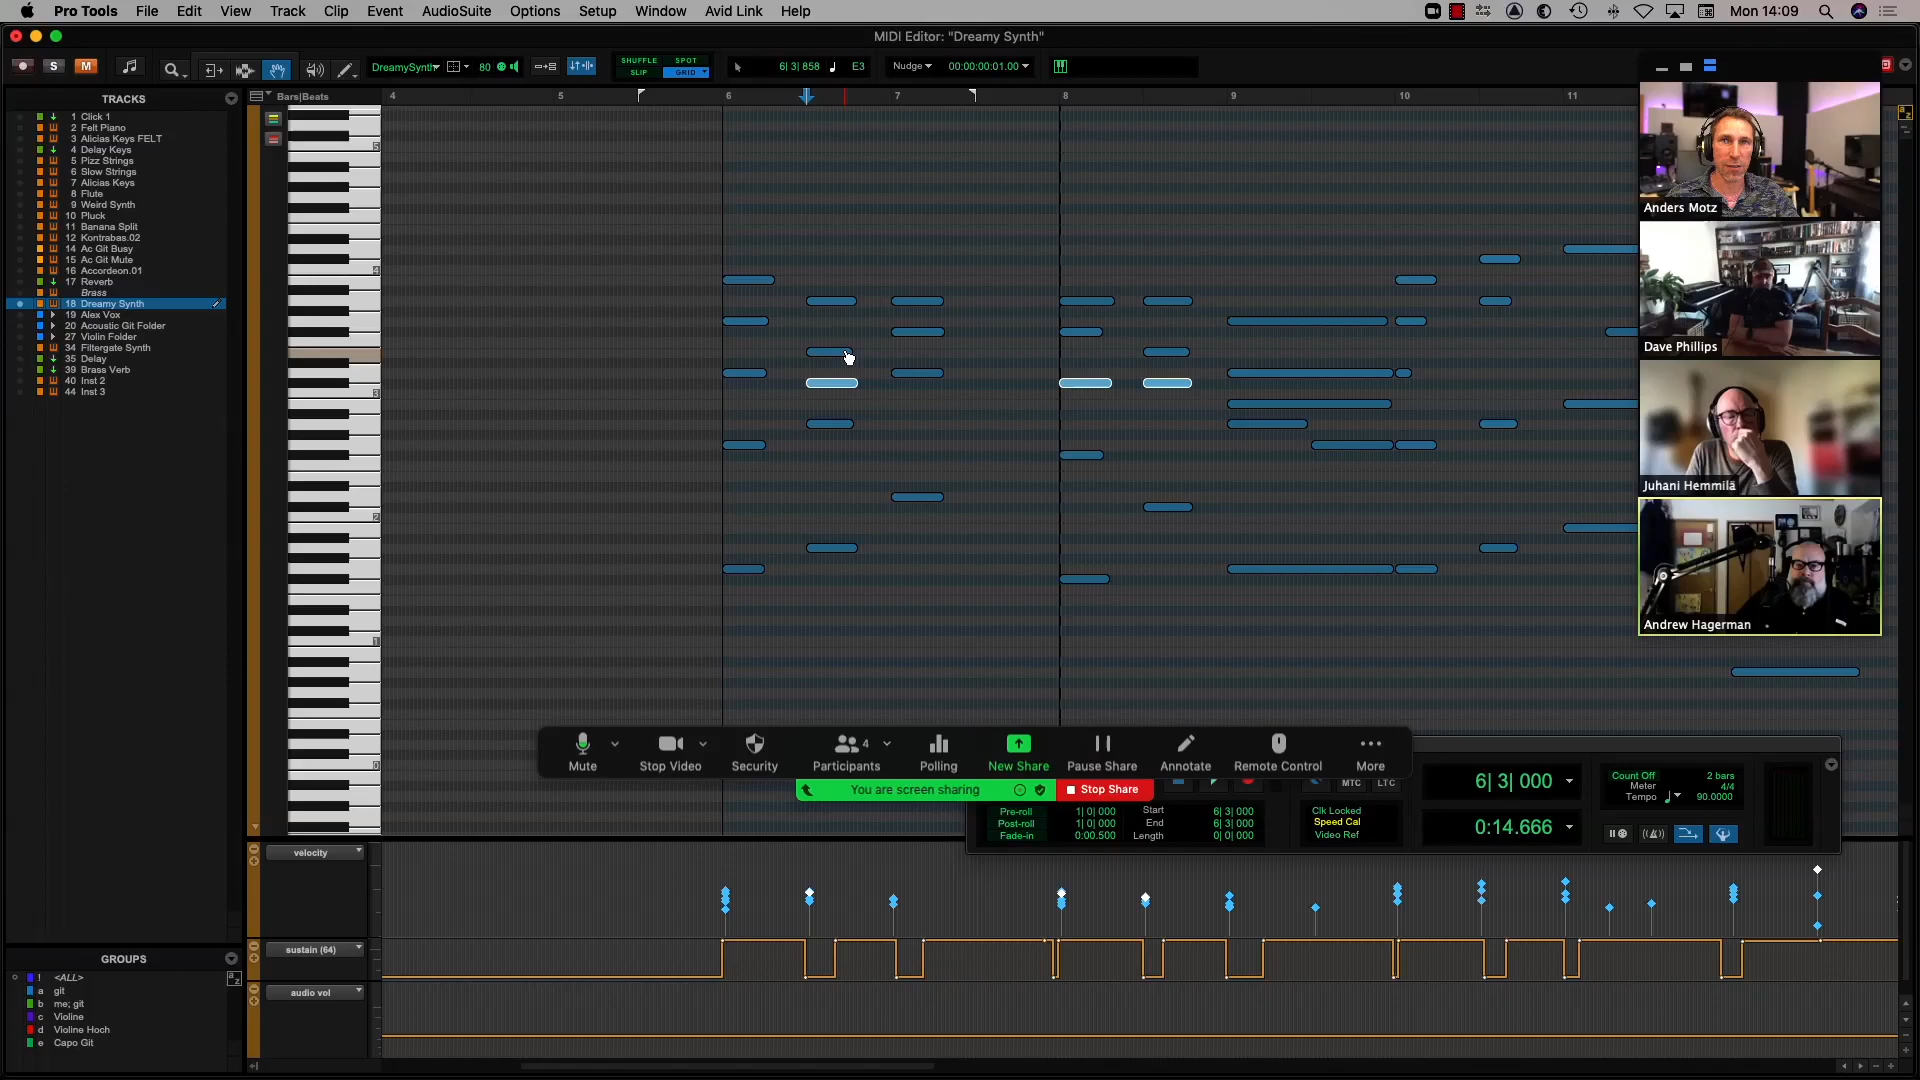 Pro Tools File Edit View Track Clip Event AudioSuite Options Setup Window Avid Link Help Mon 14:09
MIDI Editor: "Dreamy Synth"
S M DreamySynth 80 SHUFFLE SPOT SLIP GRID 6| 3| 858 E3 Nudge 00:00:00:01.00
TRACKS
Bars|Beats 4 5 6 7 8 9 10 11
1 Click 1
2 Felt Piano
3 Alicias Keys FELT
4 Delay Keys
5 Pizz Strings
6 Slow Strings
7 Alicias Keys
8 Flute
9 Weird Synth
10 Pluck
11 Banana Split
12 Kontrabas.02
14 Ac Git Busy
15 Ac Git Mute
16 Accordeon.01
17 Reverb
Brass
18 Dreamy Synth
19 Alex Vox
20 Acoustic Git Folder
27 Violin Folder
34 Filtergate Synth
35 Delay
39 Brass Verb
40 Inst 2
44 Inst 3
5
4
3
2
1
0
Anders Motz
Dave Phillips
Juhani Hemmilä
Andrew Hagerman
Mute Stop Video Security Participants 4 Polling New Share Pause Share Annotate Remote Control More
You are screen sharing Stop Share
MTC LTC
Pre-roll 1| 0| 000 Start 6| 3| 000
Post-roll 1| 0| 000 End 6| 3| 000
Fade-in 0:00.500 Length 0| 0| 000
Clk Locked
Speed Cal
Video Ref
6| 3| 000
0:14.666
Count Off 2 bars
Meter 4/4
Tempo 90.0000
velocity
sustain (64)
audio vol
GROUPS
! <ALL>
a git
b me; git
c Violine
d Violine Hoch
e Capo Git
a z